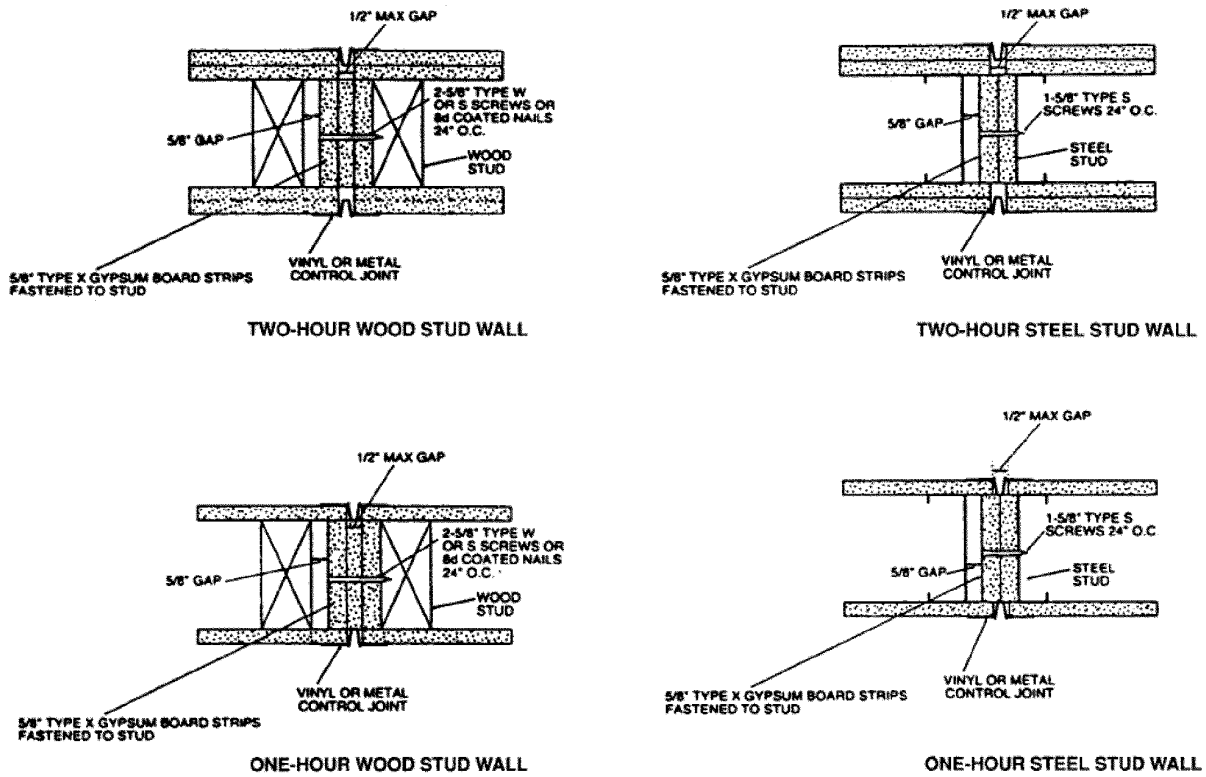 1/2" MAX GAP
2-5/8" TYPE W
OR S SCREWS OR
8d COATED NAILS
24" O.C.
5/8" GAP
WOOD
STUD
VINYL OR METAL
CONTROL JOINT
5/8" TYPE X GYPSUM BOARD STRIPS
FASTENED TO STUD
TWO-HOUR WOOD STUD WALL
1/2" MAX GAP
1-5/8" TYPE S
SCREWS 24" O.C.
5/8" GAP
STEEL
STUD
VINYL OR METAL
CONTROL JOINT
5/8" TYPE X GYPSUM BOARD STRIPS
FASTENED TO STUD
TWO-HOUR STEEL STUD WALL
1/2" MAX GAP
2-5/8" TYPE W
OR S SCREWS OR
8d COATED NAILS
24" O.C.
5/8" GAP
WOOD
STUD
VINYL OR METAL
CONTROL JOINT
5/8" TYPE X GYPSUM BOARD STRIPS
FASTENED TO STUD
ONE-HOUR WOOD STUD WALL
1/2" MAX GAP
1-5/8" TYPE S
SCREWS 24" O.C.
5/8" GAP
STEEL
STUD
VINYL OR METAL
CONTROL JOINT
5/8" TYPE X GYPSUM BOARD STRIPS
FASTENED TO STUD
ONE-HOUR STEEL STUD WALL